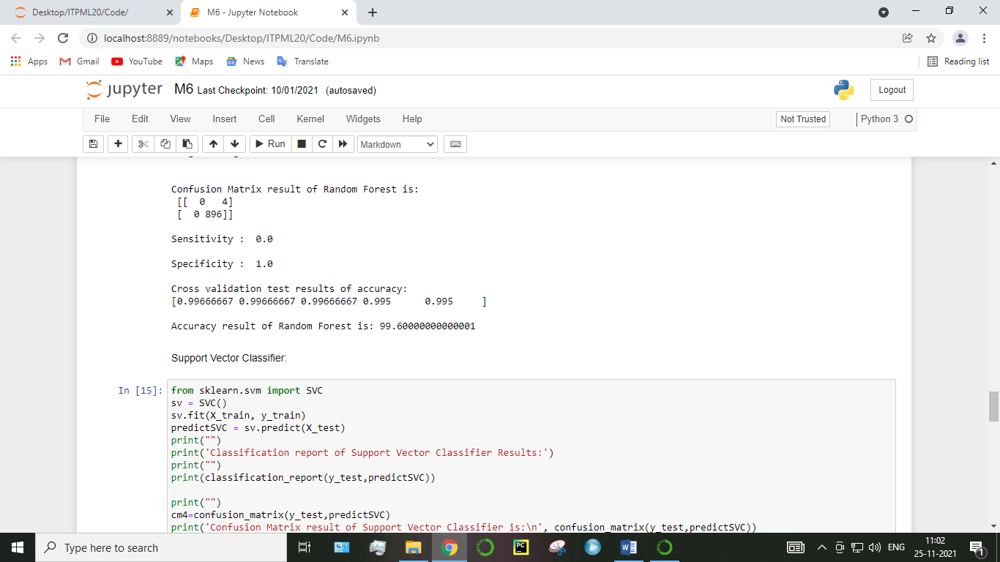 Desktop/ITPML20/Code/
M6 - Jupyter Notebook
localhost:8889/notebooks/Desktop/ITPML20/Code/M6.ipynb
Apps Gmail YouTube Maps News Translate Reading list
jupyter M6 Last Checkpoint: 10/01/2021 (autosaved) Logout
File Edit View Insert Cell Kernel Widgets Help Not Trusted Python 3
Run Markdown
Confusion Matrix result of Random Forest is:
[[  0   4]
[  0 896]]
Sensitivity :  0.0
Specificity :  1.0
Cross validation test results of accuracy:
[0.99666667 0.99666667 0.99666667 0.995      0.995     ]
Accuracy result of Random Forest is: 99.60000000000001
Support Vector Classifier:
In [15]: from sklearn.svm import SVC
sv = SVC()
sv.fit(X_train, y_train)
predictSVC = sv.predict(X_test)
print("")
print('Classification report of Support Vector Classifier Results:')
print("")
print(classification_report(y_test,predictSVC))
print("")
cm4=confusion_matrix(y_test,predictSVC)
print('Confusion Matrix result of Support Vector Classifier is:\n', confusion_matrix(y_test,predictSVC))
Type here to search
PC
W
ENG
11:02
25-11-2021
1